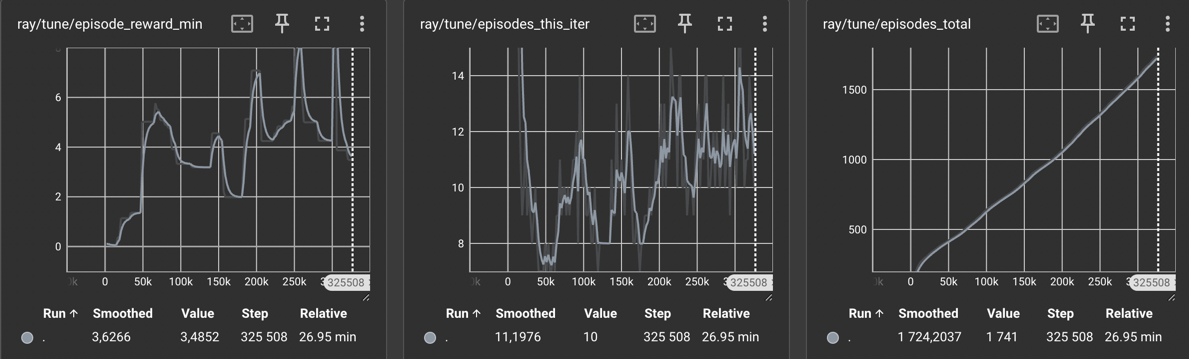 ray/tune/episode_reward_min
6
4
2
0
0 50k 100k 150k 200k 250k 325508
Run ↑ Smoothed Value Step Relative
. 3,6266 3,4852 325 508 26.95 min
ray/tune/episodes_this_iter
14
12
10
8
0 50k 100k 150k 200k 250k 325508
Run ↑ Smoothed Value Step Relative
. 11,1976 10 325 508 26.95 min
ray/tune/episodes_total
1500
1000
500
0 50k 100k 150k 200k 250k 325508
Run ↑ Smoothed Value Step Relative
. 1 724,2037 1 741 325 508 26.95 min